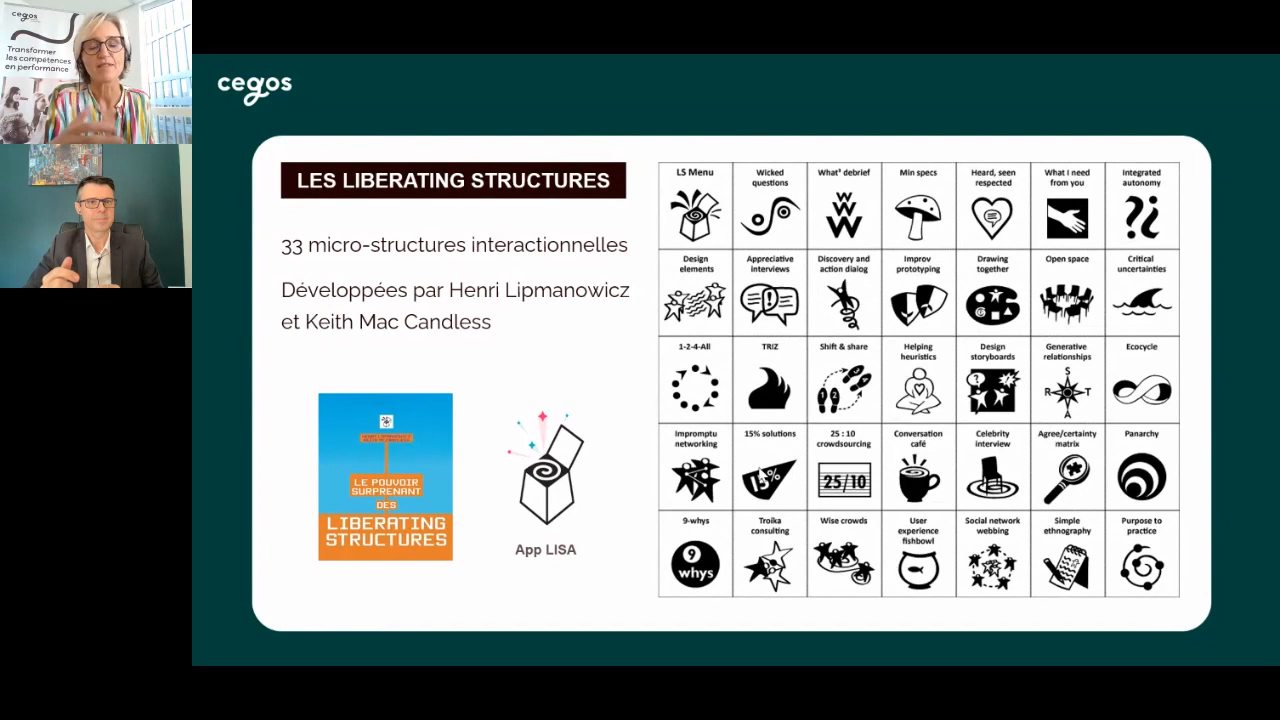 cegos
Transformer
les compétences
en performance
cegos
LES LIBERATING STRUCTURES
33 micro-structures interactionnelles
Développées par Henri Lipmanowicz
et Keith Mac Candless
LE POUVOIR
SURPRENANT
DES
LIBERATING
STRUCTURES
App LISA
LS Menu
Wicked
questions
What³ debrief
W
W
W
Min specs
Heard, seen
respected
What I need
from you
Integrated
autonomy
Design
elements
Appreciative
interviews
Discovery and
action dialog
Improv
prototyping
Drawing
together
Open space
Critical
uncertainties
1-2-4-All
TRIZ
Shift & share
1 2
Helping
heuristics
Design
storyboards
Generative
relationships
S
R T
A
Ecocycle
Impromptu
networking
15% solutions
15%
25 : 10
crowdsourcing
25/10
Conversation
café
Celebrity
interview
Agree/certainty
matrix
Panarchy
9-whys
9
whys
Troika
consulting
Wise crowds
User
experience
fishbowl
Social network
webbing
Simple
ethnography
Purpose to
practice